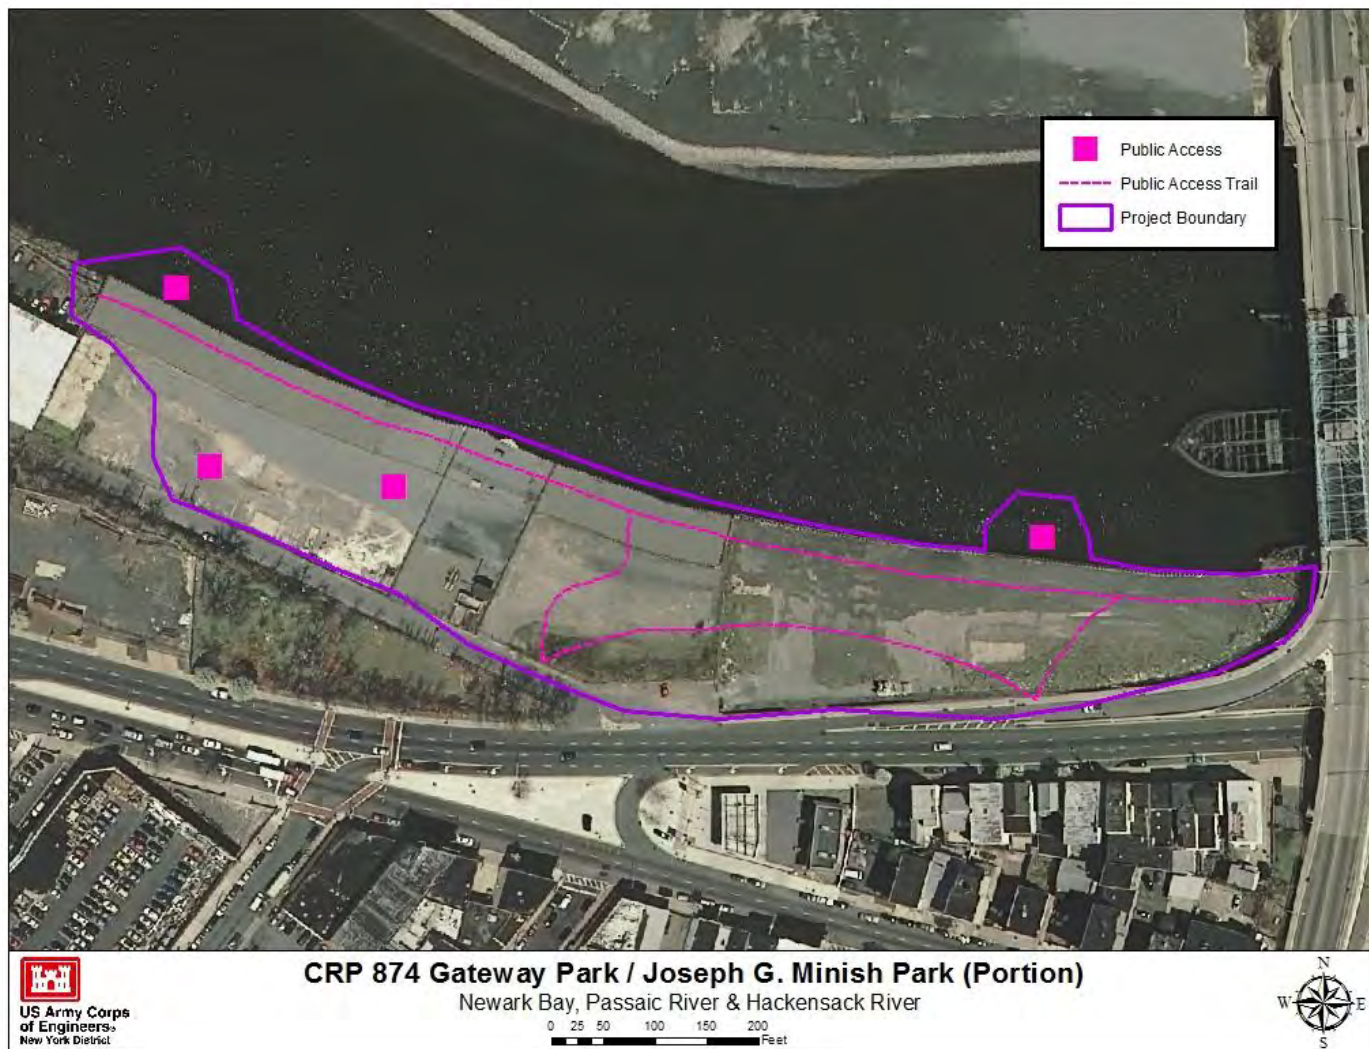 Public Access
Public Access Trail
Project Boundary
CRP 874 Gateway Park / Joseph G. Minish Park (Portion)
Newark Bay, Passaic River & Hackensack River
0 25 50 100 150 200
Feet
US Army Corps
of Engineers®
New York District
N
W E
S